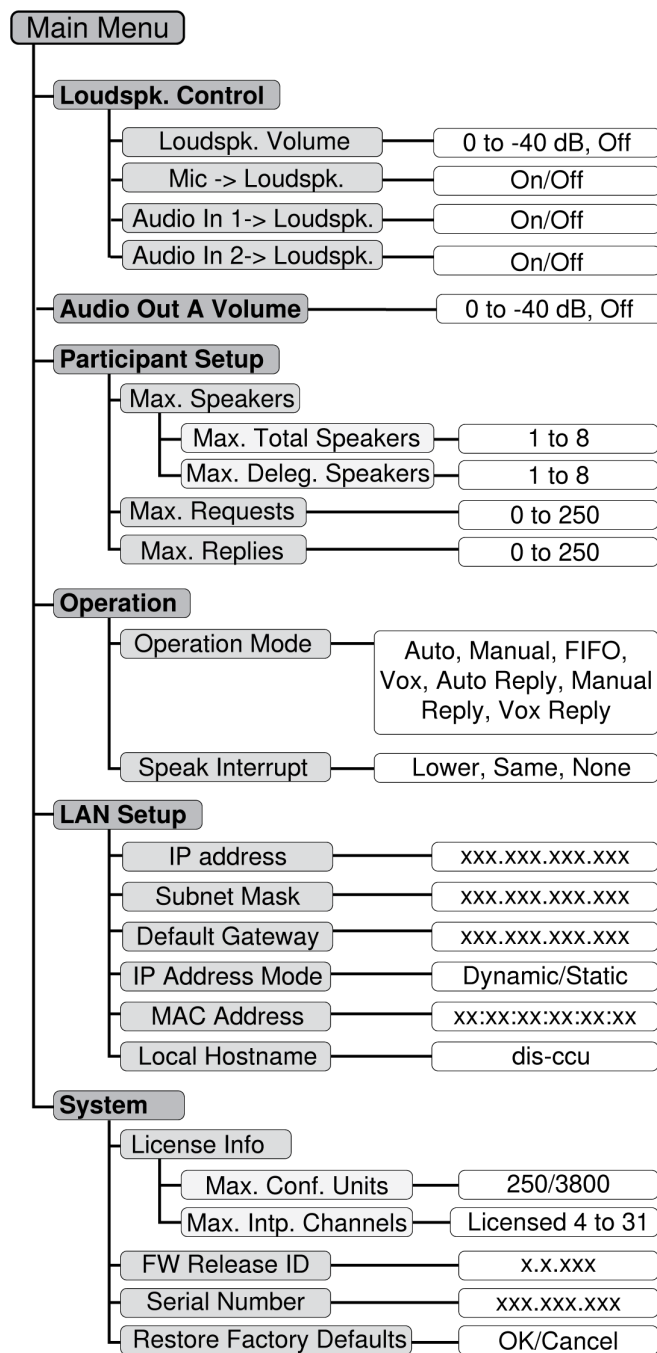 Main Menu
Loudspk. Control
Loudspk. Volume 0 to -40 dB, Off
Mic -> Loudspk. On/Off
Audio In 1-> Loudspk. On/Off
Audio In 2-> Loudspk. On/Off
Audio Out A Volume 0 to -40 dB, Off
Participant Setup
Max. Speakers
Max. Total Speakers 1 to 8
Max. Deleg. Speakers 1 to 8
Max. Requests 0 to 250
Max. Replies 0 to 250
Operation
Operation Mode Auto, Manual, FIFO,
Vox, Auto Reply, Manual
Reply, Vox Reply
Speak Interrupt Lower, Same, None
LAN Setup
IP address xxx.xxx.xxx.xxx
Subnet Mask xxx.xxx.xxx.xxx
Default Gateway xxx.xxx.xxx.xxx
IP Address Mode Dynamic/Static
MAC Address xx:xx:xx:xx:xx:xx
Local Hostname dis-ccu
System
License Info
Max. Conf. Units 250/3800
Max. Intp. Channels Licensed 4 to 31
FW Release ID x.x.xxx
Serial Number xxx.xxx.xxx
Restore Factory Defaults OK/Cancel